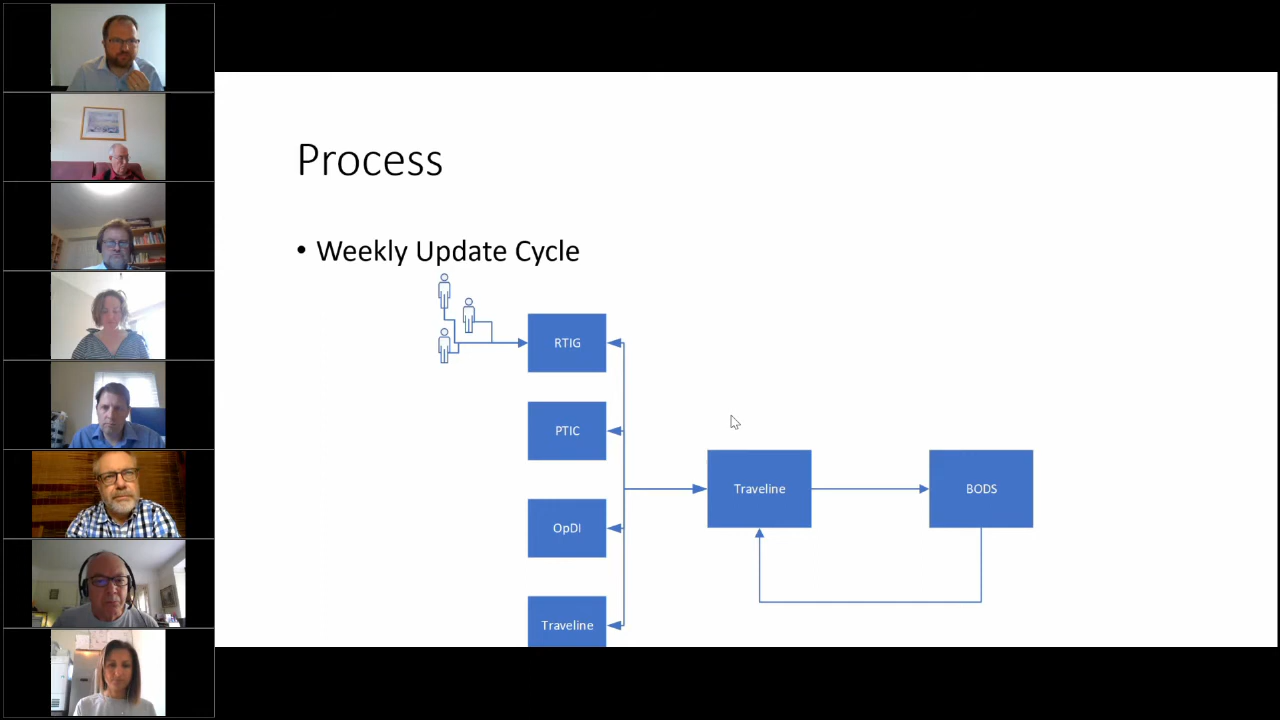 Process
• Weekly Update Cycle
RTIG
PTIC
OpDI
Traveline
Traveline
BODS